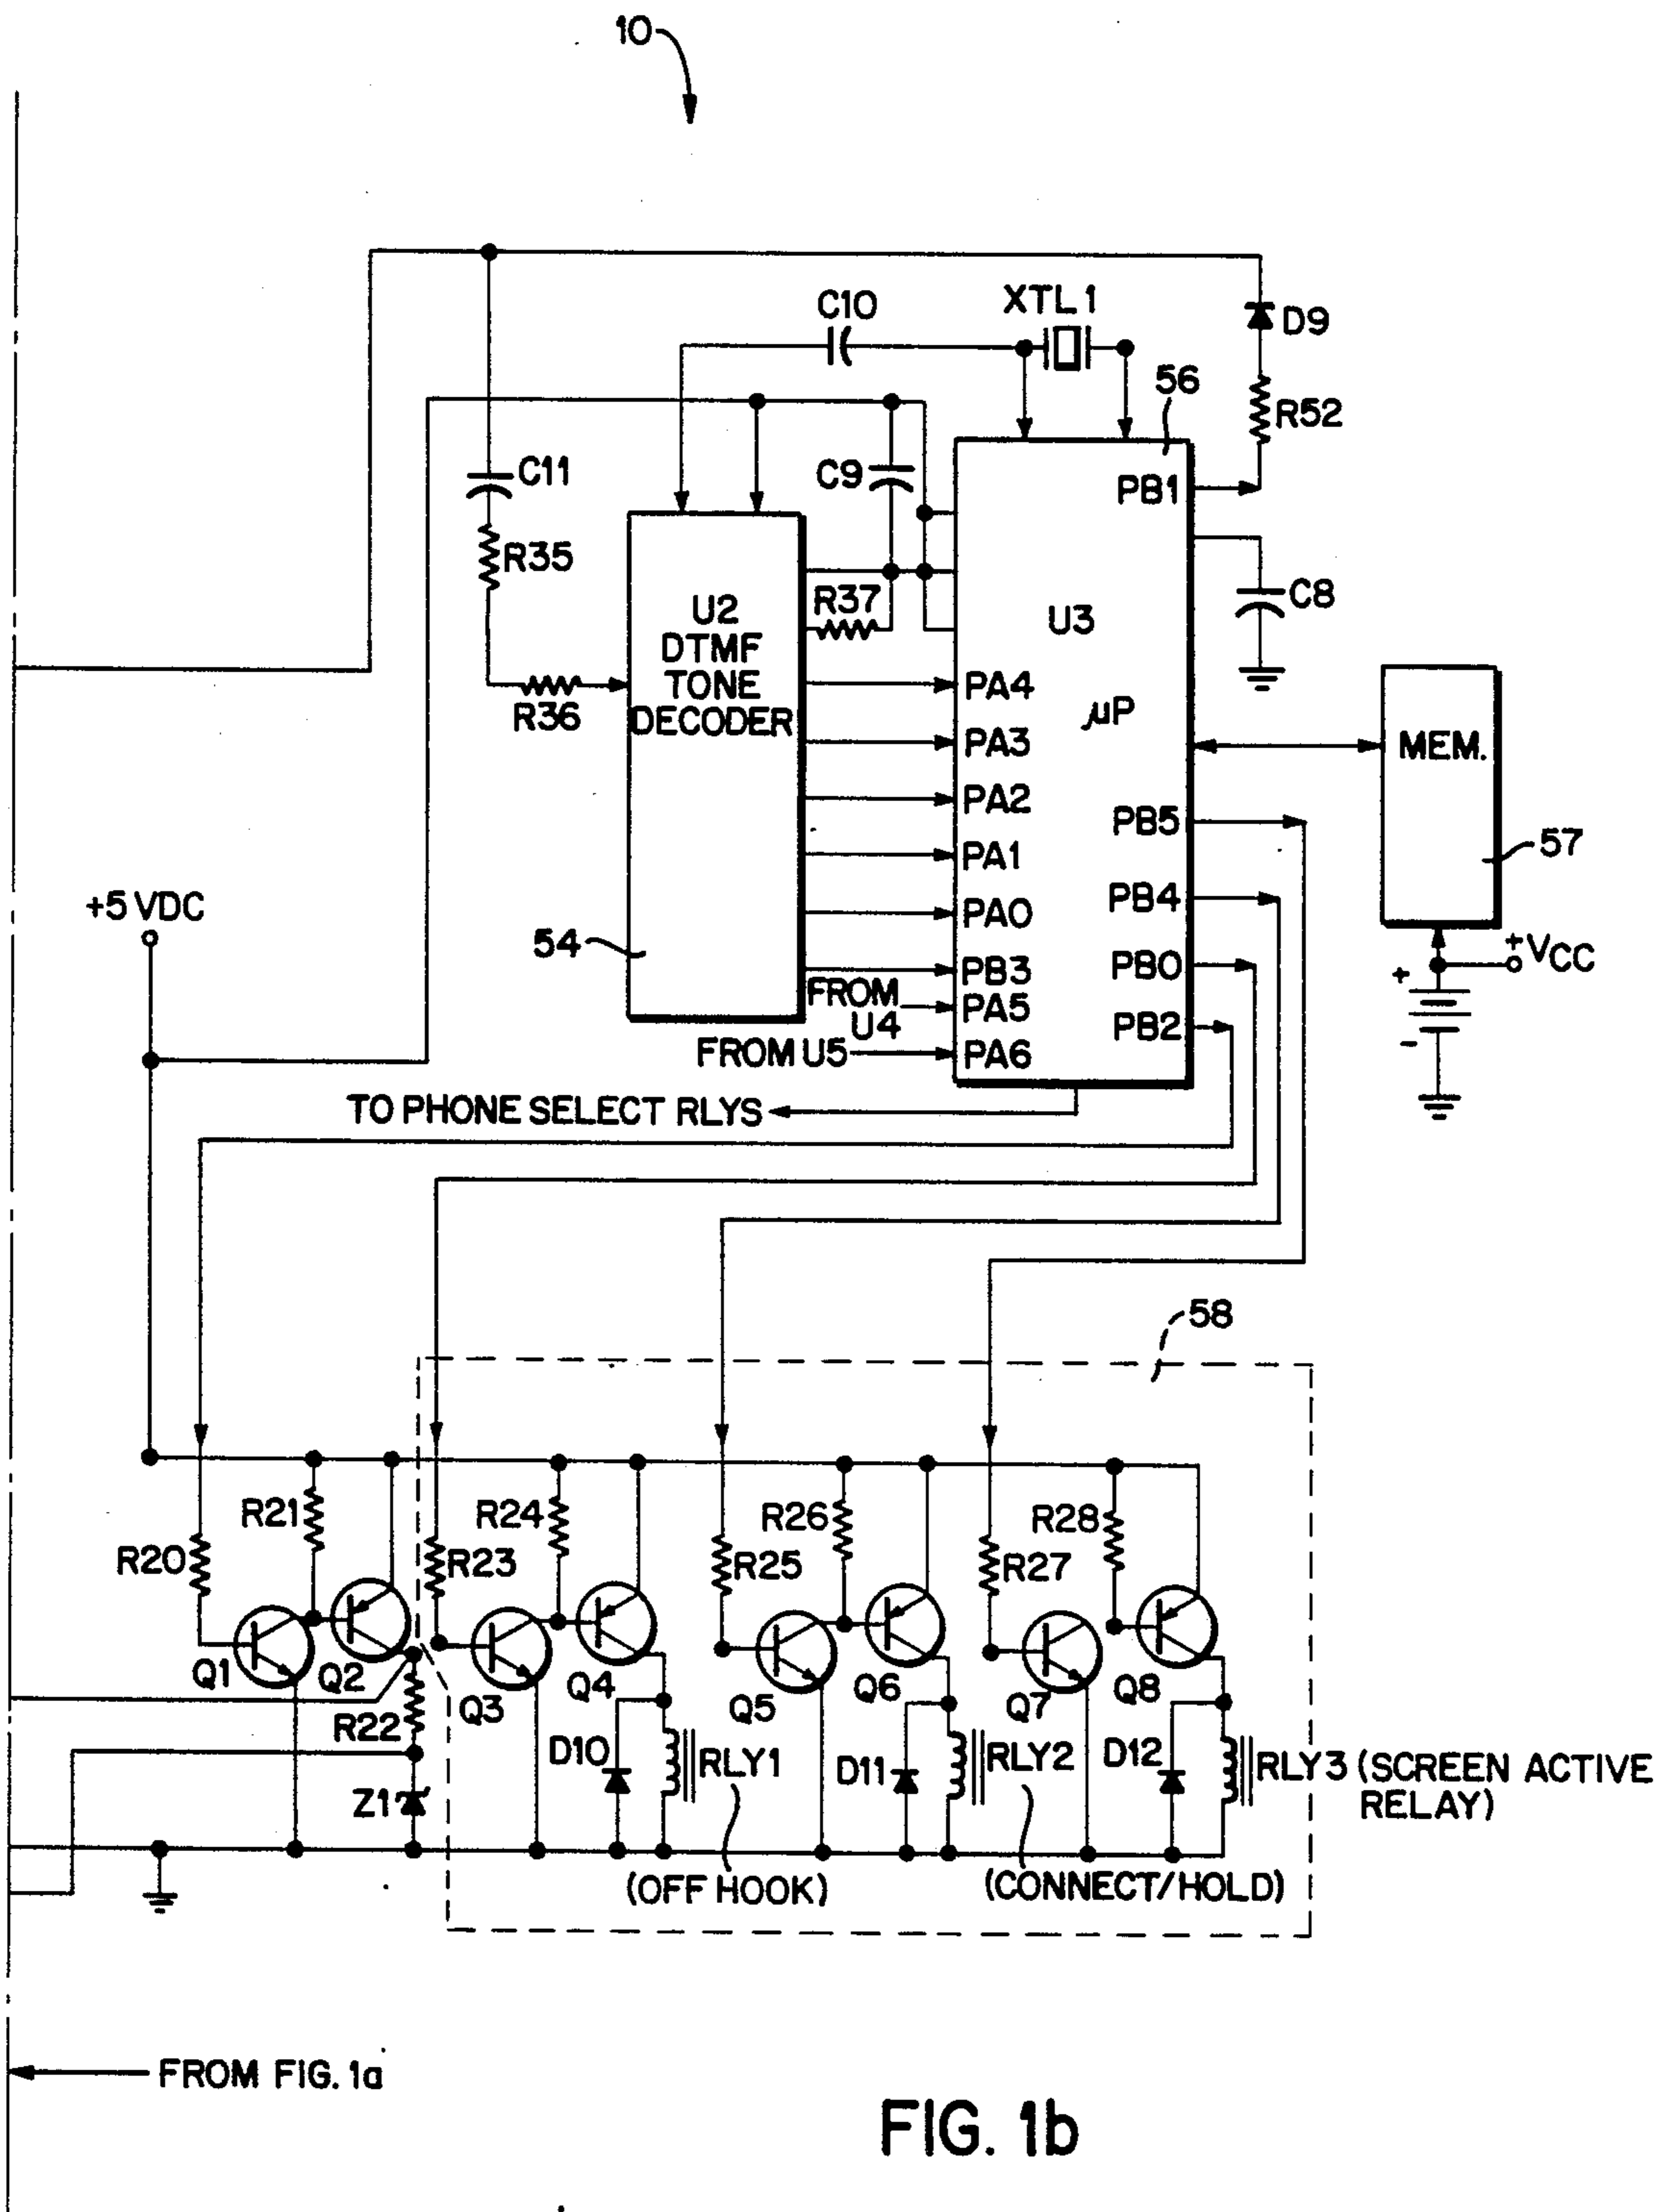 10
C10
XTL 1
D9
56
R52
C11
C9
PB1
R35
U2
DTMF
TONE
DECODER
R37
U3
C8
R36
PA4
µP
PA3
MEM.
PA2
PB5
57
PA1
+5 VDC
PB4
54
PA0
PB3
PB0
+VCC
+
FROM
U4
PA5
PB2
-
FROM U5
PA6
TO PHONE SELECT RLYS
58
R21
R24
R26
R28
R20
R23
R25
R27
Q1
Q2
Q3
Q4
Q5
Q6
Q7
Q8
R22
D10
RLY1
D11
RLY2
D12
RLY3 (SCREEN ACTIVE
RELAY)
Z1
(OFF HOOK)
(CONNECT/HOLD)
FROM FIG. 1a
FIG. 1b